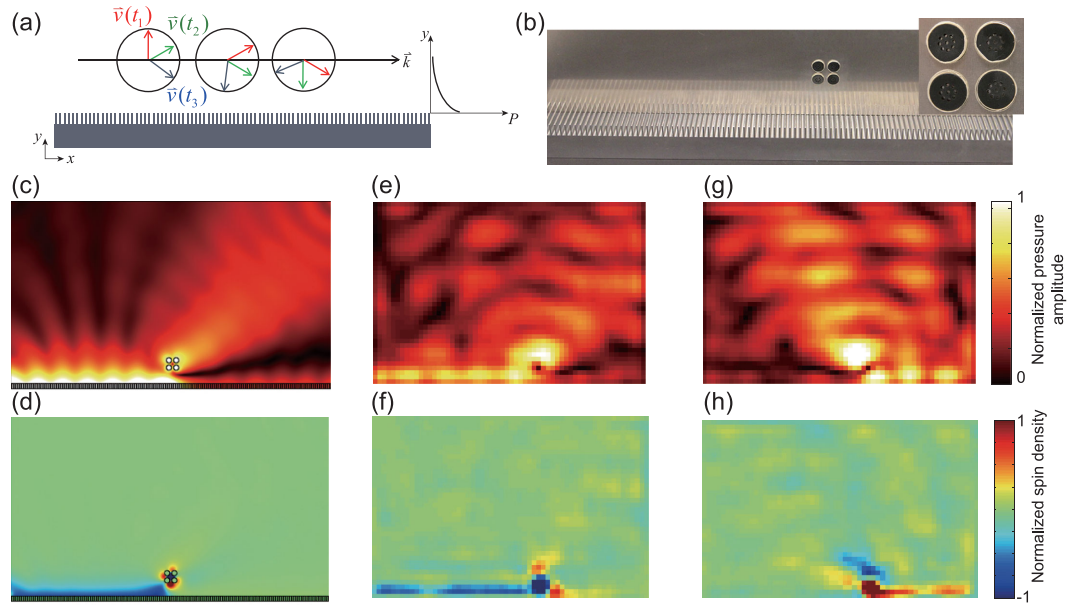 (a)
v⃗(t₁)
v⃗(t₂)
v⃗(t₃)
k⃗
y
P
y
x
(b)
(c)
(d)
(e)
(f)
(g)
(h)
1
0
Normalized pressure
amplitude
1
-1
Normalized spin density